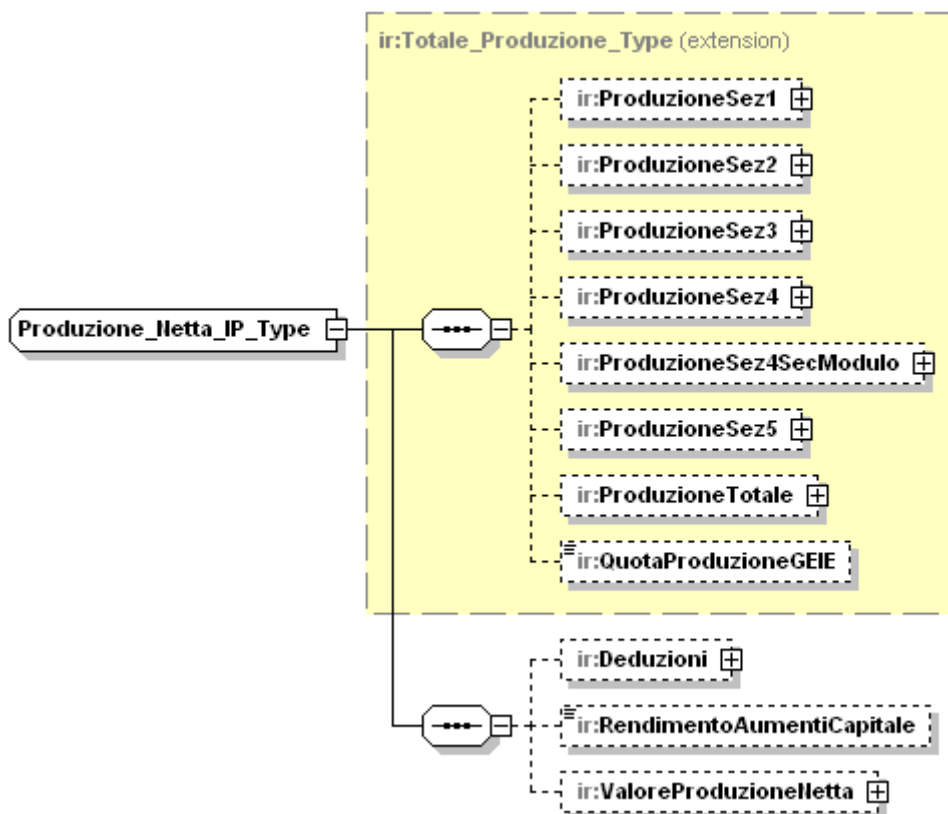 ir:Totale_Produzione_Type (extension)
ir:ProduzioneSez1
ir:ProduzioneSez2
ir:ProduzioneSez3
ir:ProduzioneSez4
Produzione_Netta_IP_Type
ir:ProduzioneSez4SecModulo
ir:ProduzioneSez5
ir:ProduzioneTotale
ir:QuotaProduzioneGEIE
ir:Deduzioni
ir:RendimentoAumentiCapitale
ir:ValoreProduzioneNetta